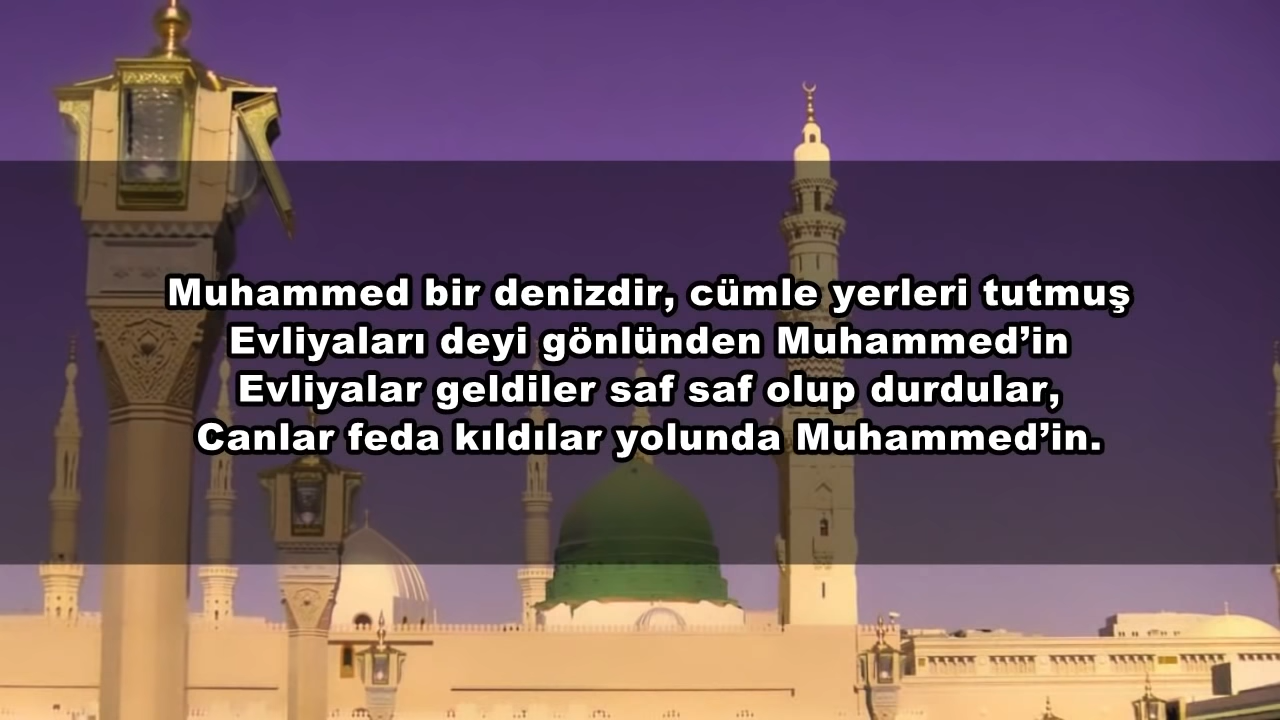 Muhammed bir denizdir, cümle yerleri tutmuş
Evliyaları deyi gönlünden Muhammed’in
Evliyalar geldiler saf saf olup durdular,
Canlar feda kıldılar yolunda Muhammed’in.